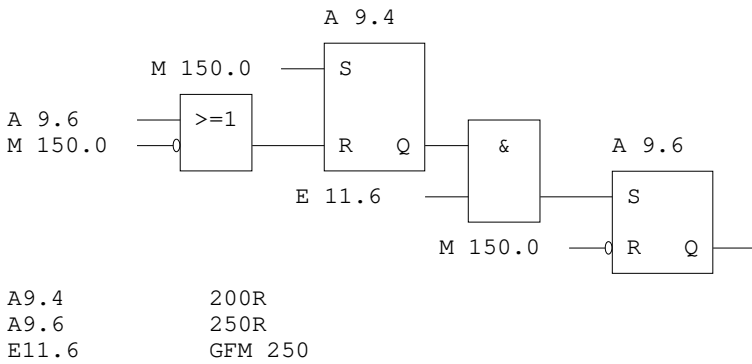 A 9.4
M 150.0 S
A 9.6 >=1
M 150.0 R Q & A 9.6
E 11.6 S
M 150.0 R Q
A9.4 200R
A9.6 250R
E11.6 GFM 250